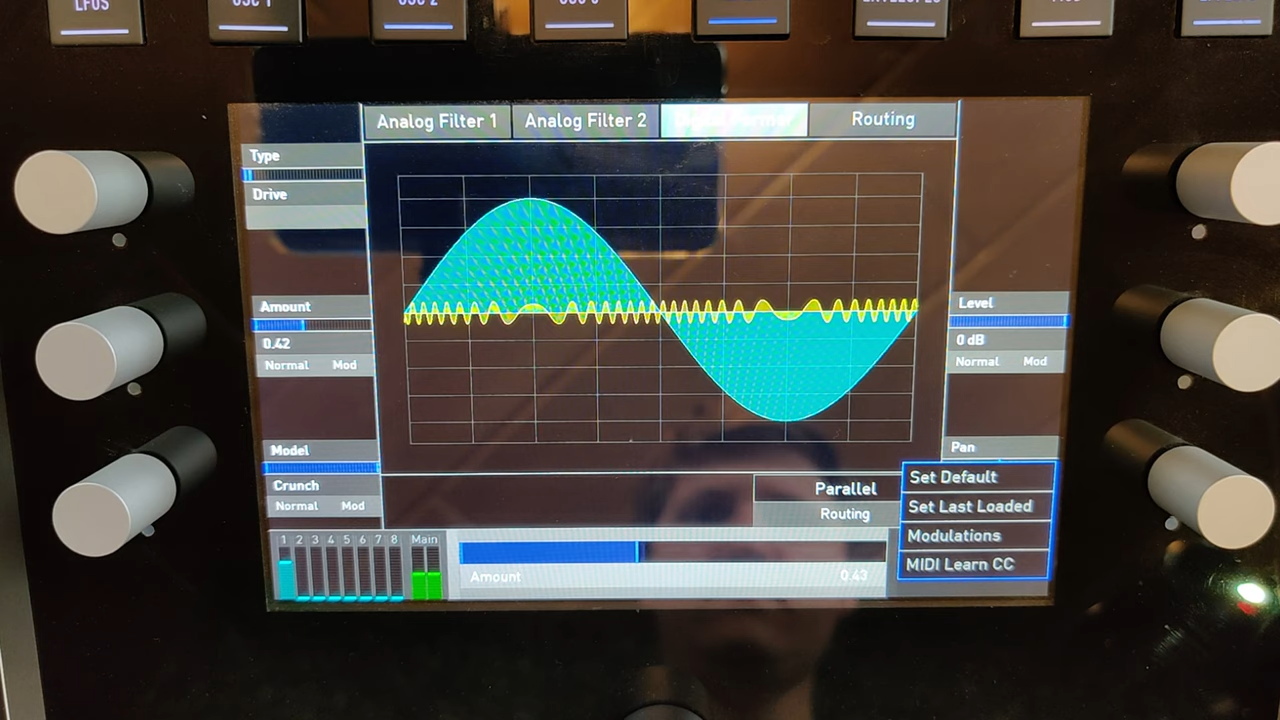 LFOS
OSC 1
OSC 2
Analog Filter 1
Analog Filter 2
Routing
Type
Drive
Amount
0.42
Normal Mod
Level
0 dB
Normal Mod
Model
Crunch
Normal Mod
Pan
Parallel
Routing
Set Default
Set Last Loaded
Modulations
MIDI Learn CC
1 2 3 4 5 6 7 8 Main
Amount
0.43